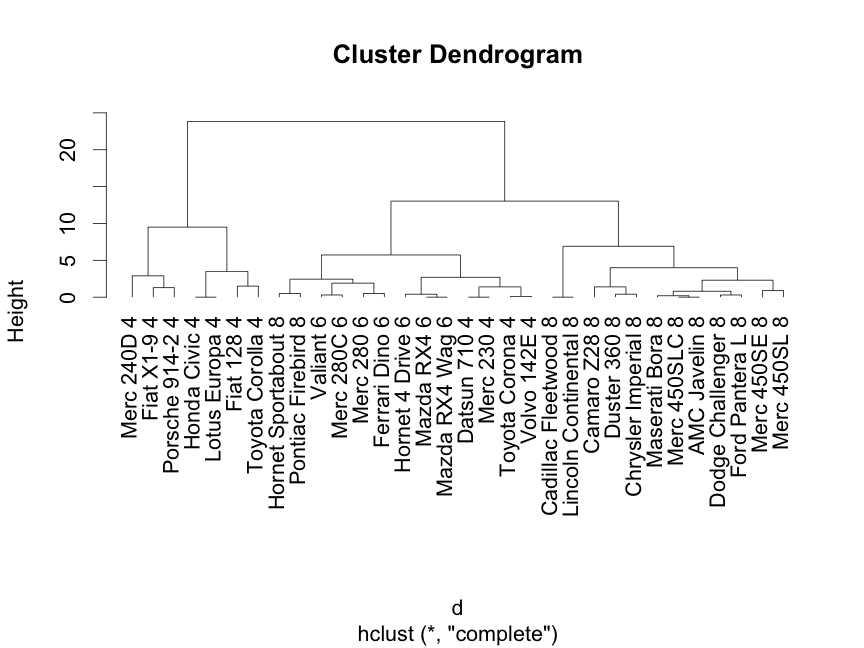 Cluster Dendrogram
Height
20
10
5
0
Merc 240D 4
Fiat X1-9 4
Porsche 914-2 4
Honda Civic 4
Lotus Europa 4
Fiat 128 4
Toyota Corolla 4
Hornet Sportabout 8
Pontiac Firebird 8
Valiant 6
Merc 280C 6
Merc 280 6
Ferrari Dino 6
Hornet 4 Drive 6
Mazda RX4 6
Mazda RX4 Wag 6
Datsun 710 4
Merc 230 4
Toyota Corona 4
Volvo 142E 4
Cadillac Fleetwood 8
Lincoln Continental 8
Camaro Z28 8
Duster 360 8
Chrysler Imperial 8
Maserati Bora 8
Merc 450SLC 8
AMC Javelin 8
Dodge Challenger 8
Ford Pantera L 8
Merc 450SE 8
Merc 450SL 8
d
hclust (*, "complete")